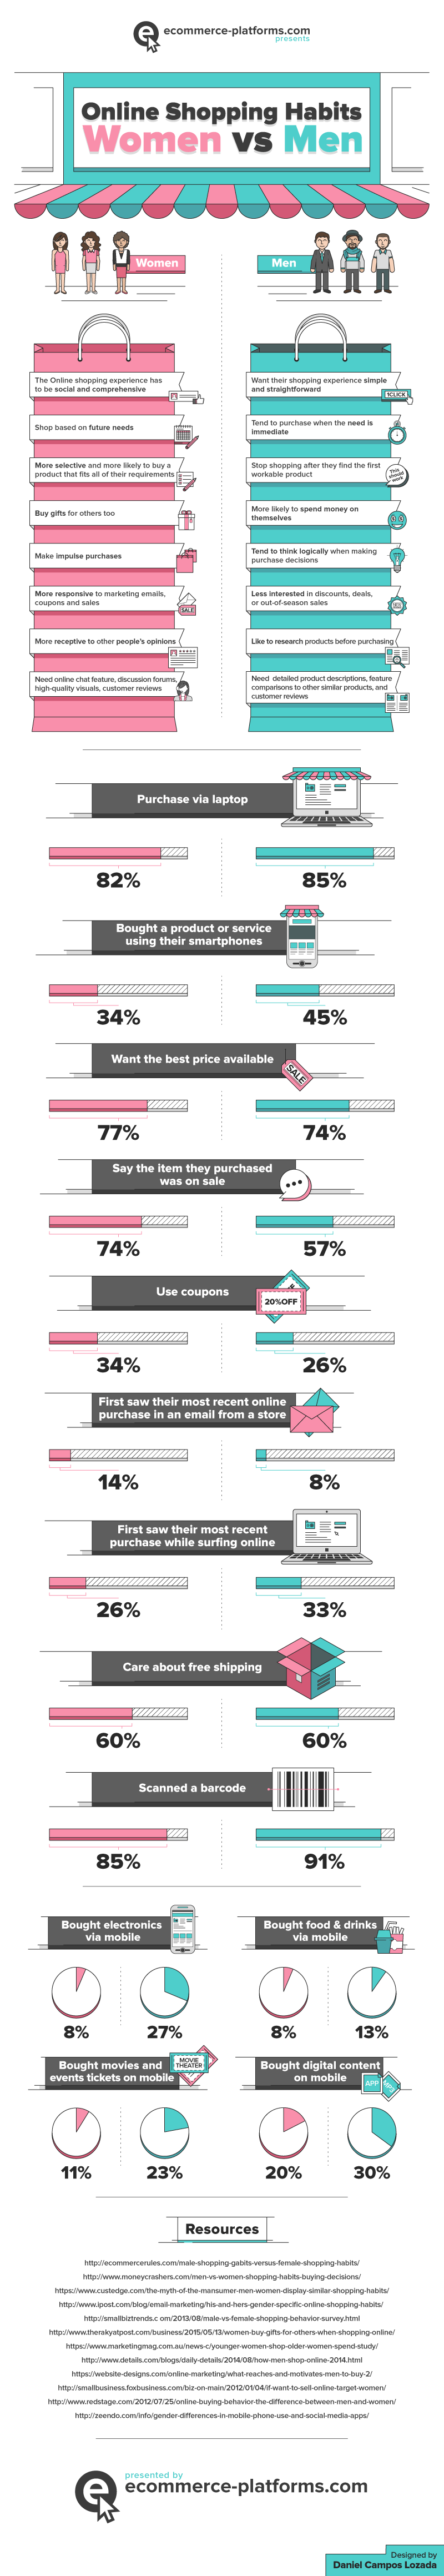 ecommerce-platforms.com
presents
Online Shopping Habits
Women vs Men
Women
Men
The Online shopping experience has
to be social and comprehensive
Want their shopping experience simple
and straightforward
1CLICK
Shop based on future needs
Tend to purchase when the need is
immediate
More selective and more likely to buy a
product that fits all of their requirements
Stop shopping after they find the first
workable product
This
should
work
Buy gifts for others too
More likely to spend money on
themselves
Make impulse purchases
Tend to think logically when making
purchase decisions
More responsive to marketing emails,
coupons and sales
SALE
Less interested in discounts, deals,
or out-of-season sales
More receptive to other people's opinions
Like to research products before purchasing
Need online chat feature, discussion forums,
high-quality visuals, customer reviews
Need detailed product descriptions, feature
comparisons to other similar products, and
customer reviews
Purchase via laptop
82%
85%
Bought a product or service
using their smartphones
34%
45%
Want the best price available
SALE
77%
74%
Say the item they purchased
was on sale
74%
57%
Use coupons
20%OFF
34%
26%
First saw their most recent online
purchase in an email from a store
14%
8%
First saw their most recent
purchase while surfing online
26%
33%
Care about free shipping
60%
60%
Scanned a barcode
85%
91%
Bought electronics
via mobile
Bought food & drinks
via mobile
8%
27%
8%
13%
Bought movies and
events tickets on mobile
MOVIE
THEATER
Bought digital content
on mobile
APP
11%
23%
20%
30%
Resources
http://ecommercerules.com/male-shopping-gabits-versus-female-shopping-habits/
http://www.moneycrashers.com/men-vs-women-shopping-habits-buying-decisions/
https://www.custedge.com/the-myth-of-the-mansumer-men-women-display-similar-shopping-habits/
http://www.ipost.com/blog/email-marketing/his-and-hers-gender-specific-online-shopping-habits/
http://smallbiztrends.c om/2013/08/male-vs-female-shopping-behavior-survey.html
http://www.therakyatpost.com/business/2015/05/13/women-buy-gifts-for-others-when-shopping-online/
https://www.marketingmag.com.au/news-c/younger-women-shop-older-women-spend-study/
http://www.details.com/blogs/daily-details/2014/08/how-men-shop-online-2014.html
https://website-designs.com/online-marketing/what-reaches-and-motivates-men-to-buy-2/
http://smallbusiness.foxbusiness.com/biz-on-main/2012/01/04/if-want-to-sell-online-target-women/
http://www.redstage.com/2012/07/25/online-buying-behavior-the-difference-between-men-and-women/
http://zeendo.com/info/gender-differences-in-mobile-phone-use-and-social-media-apps/
presented by
ecommerce-platforms.com
Designed by
Daniel Campos Lozada